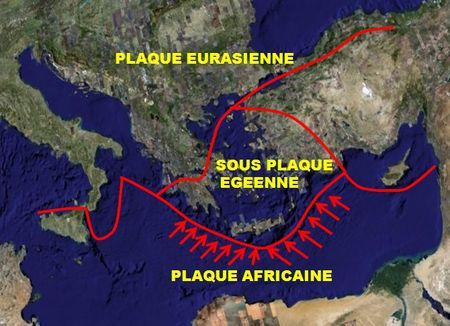 PLAQUE EURASIENNE
SOUS PLAQUE
EGEENNE
PLAQUE AFRICAINE